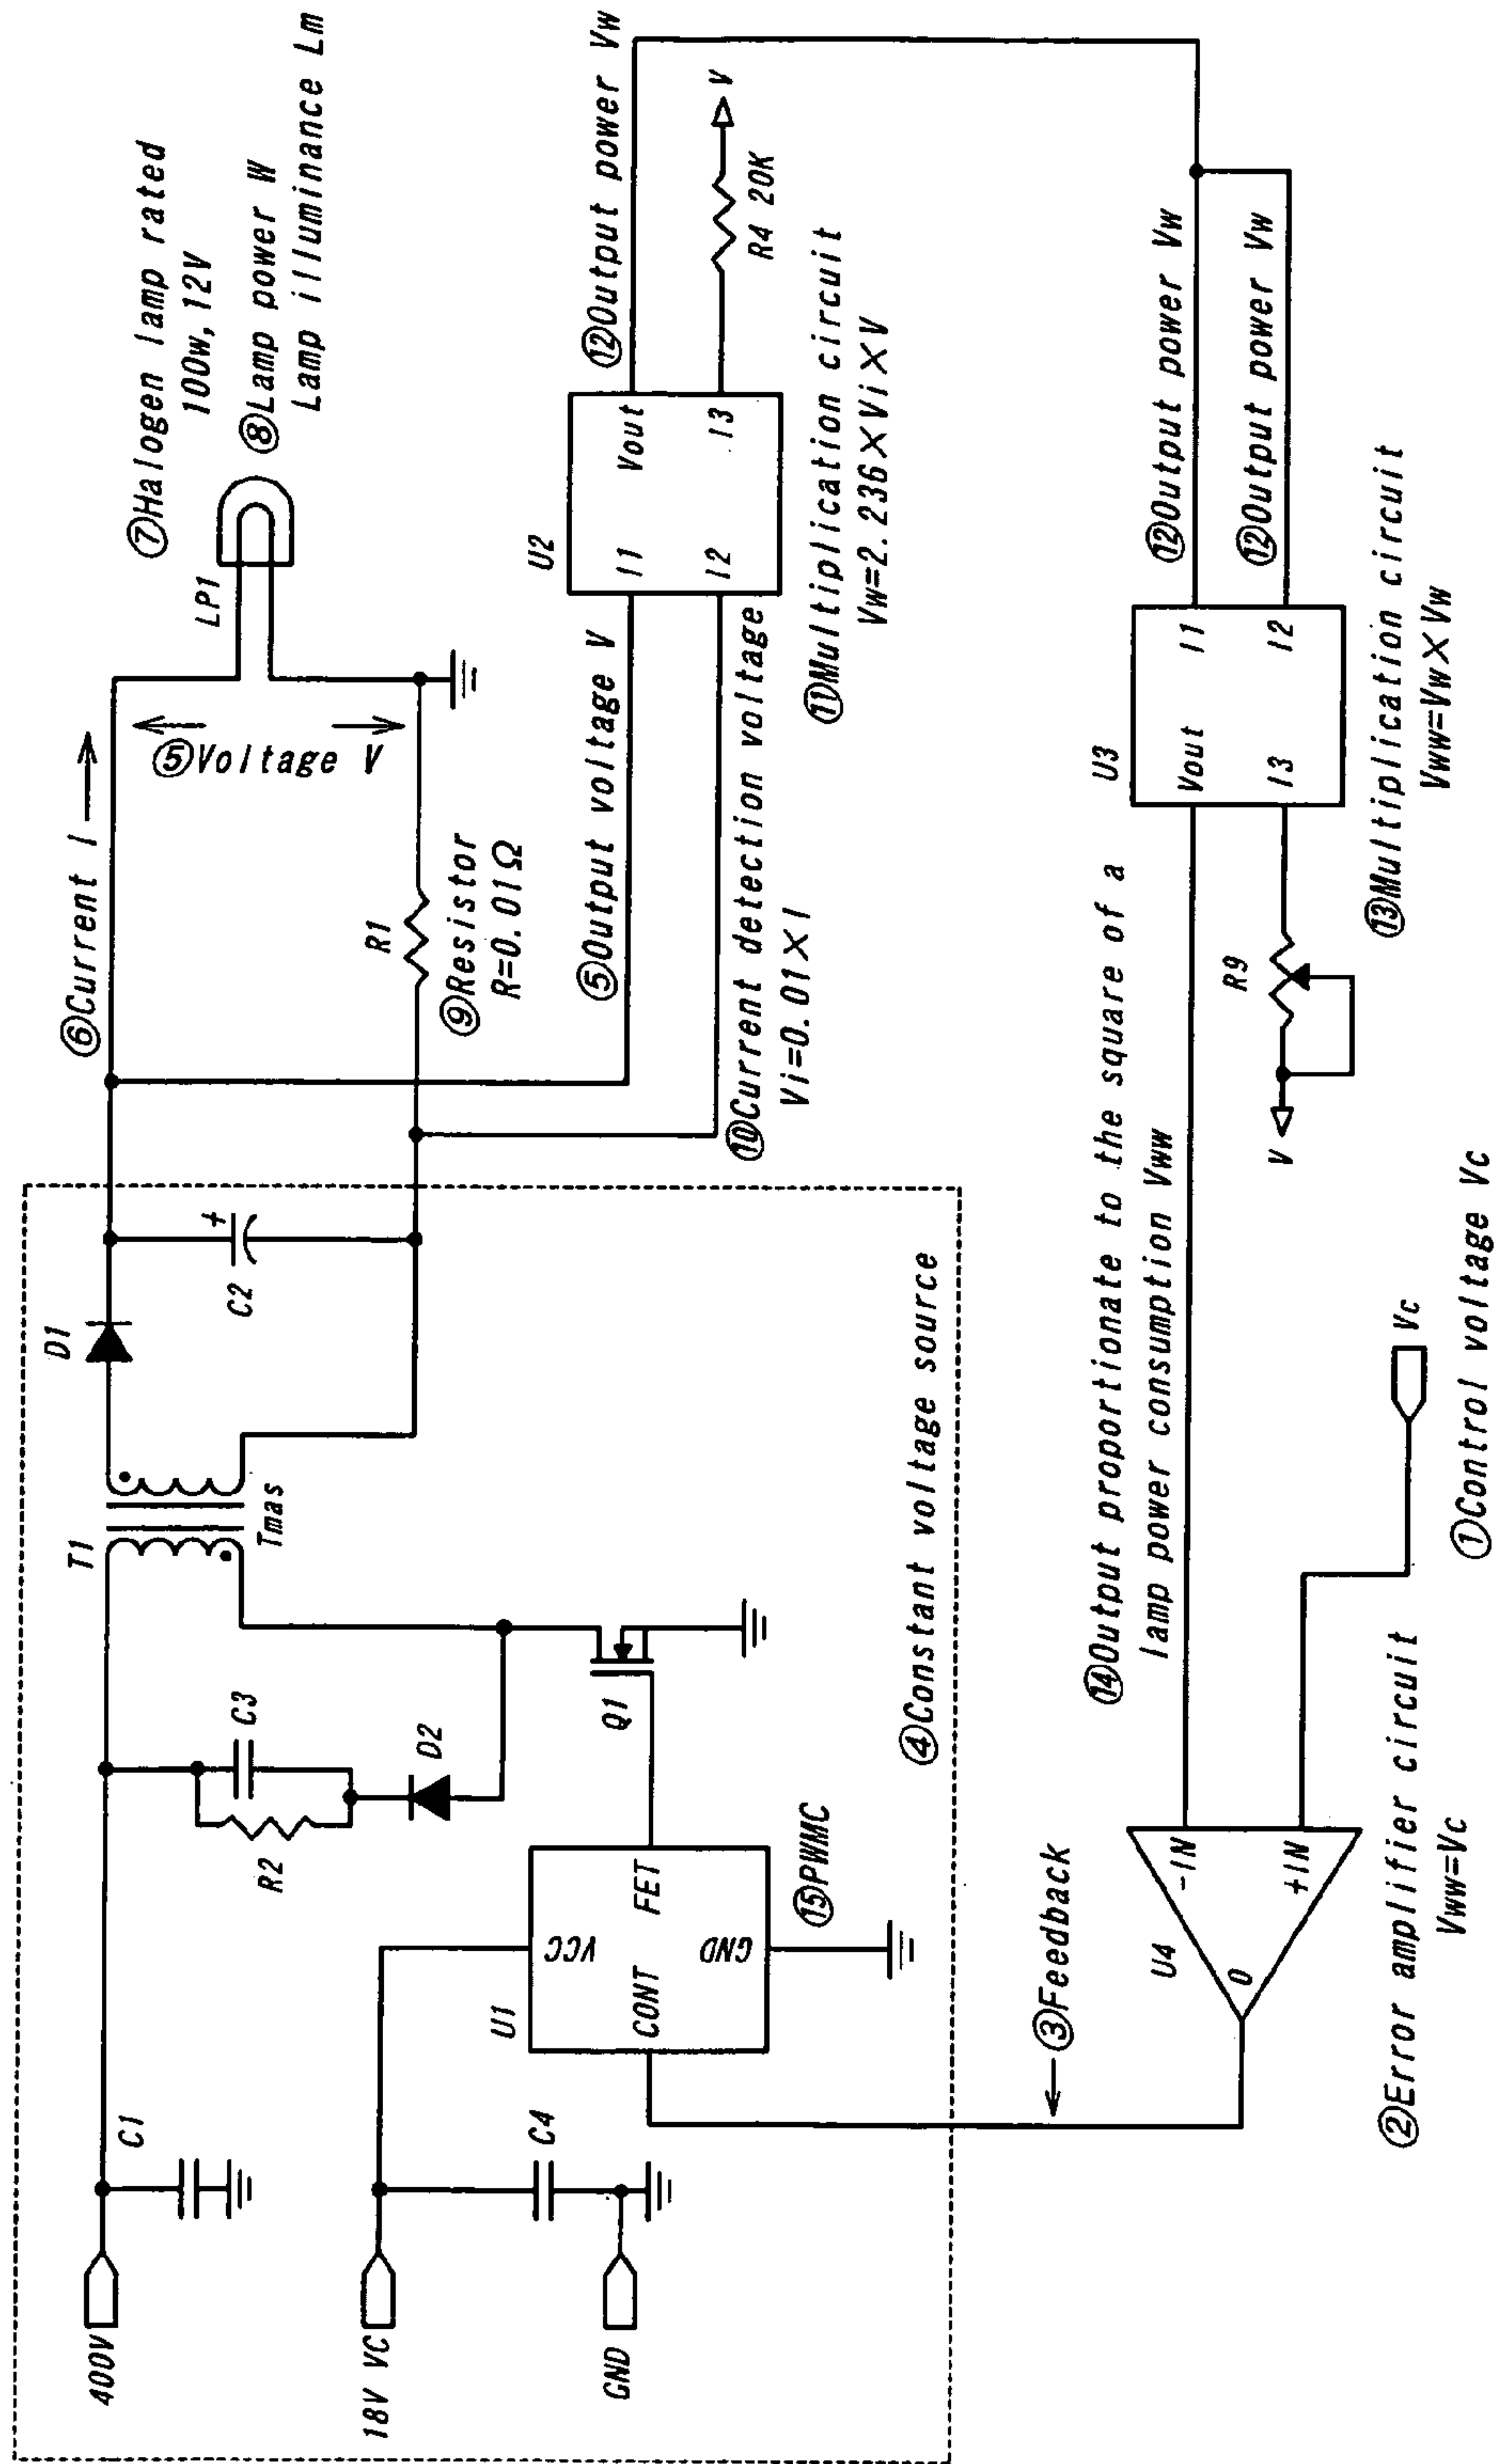 400V
C1
T1
Tmas
D1
C2
R2
C3
D2
18V VC
C4
GND
U1
VCC
CONT
FET
GND
⑮PWMC
Q1
④Constant voltage source
⑥Current I
⑤Voltage V
R1
⑨Resistor
R=0.01Ω
LP1
⑦Halogen lamp rated
100w,12V
⑧Lamp power W
Lamp illuminance Lm
⑤Output voltage V
⑩Current detection voltage
Vi=0.01×I
U2
I1
Vout
I2
I3
⑫Output power Vw
R4 20K
V
⑪Multiplication circuit
Vw=2.236×Vi×V
③Feedback
U4
O
-IN
+IN
②Error amplifier circuit
Vww=Vc
⑭Output proportionate to the square of a
lamp power consumption Vww
Vc
①Control voltage Vc
V
R9
U3
Vout
I1
I3
I2
⑫Output power Vw
⑫Output power Vw
⑬Multiplication circuit
Vww=Vw×Vw